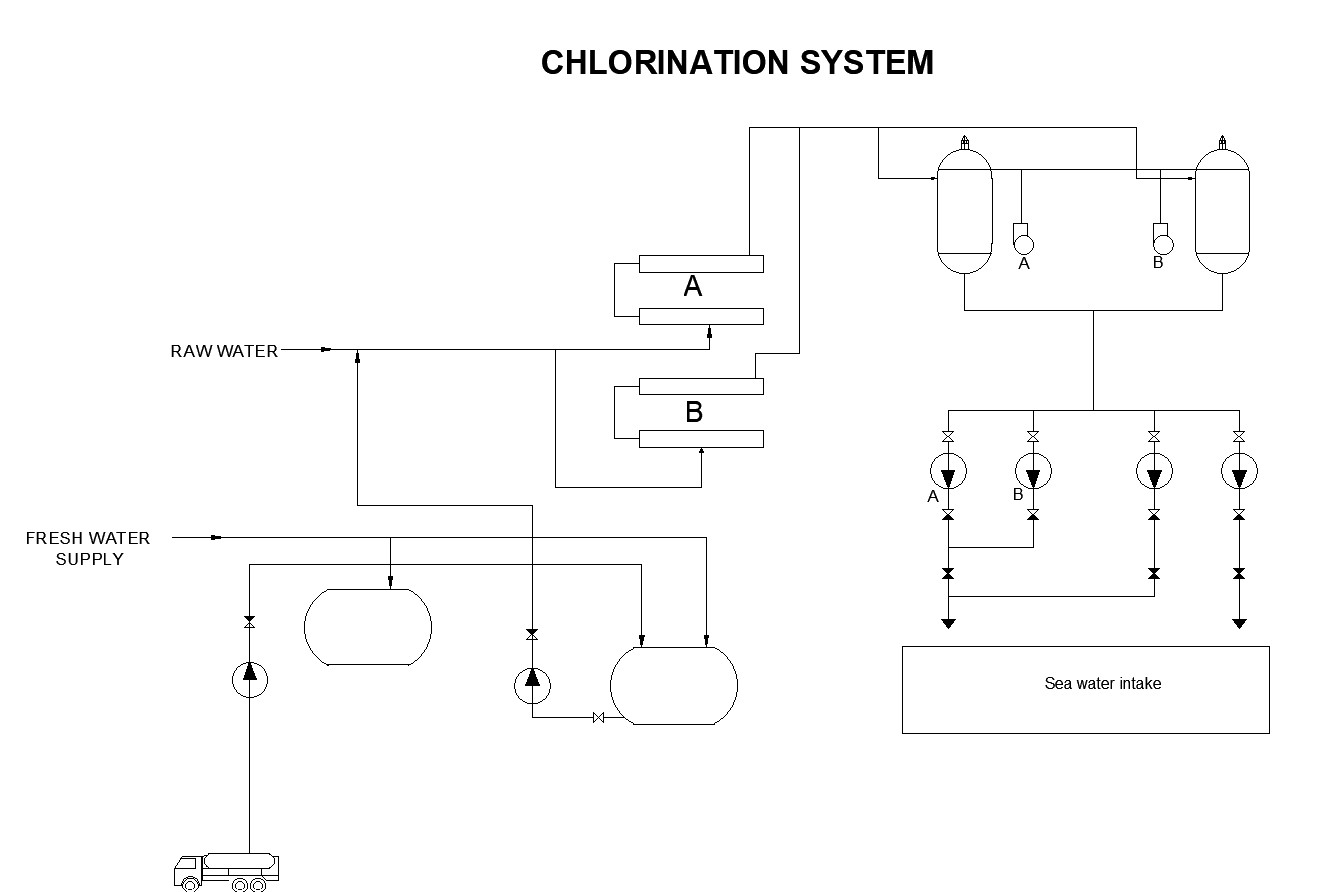 CHLORINATION SYSTEM
A
A
B
RAW WATER
B
A
B
FRESH WATER
SUPPLY
Sea water intake